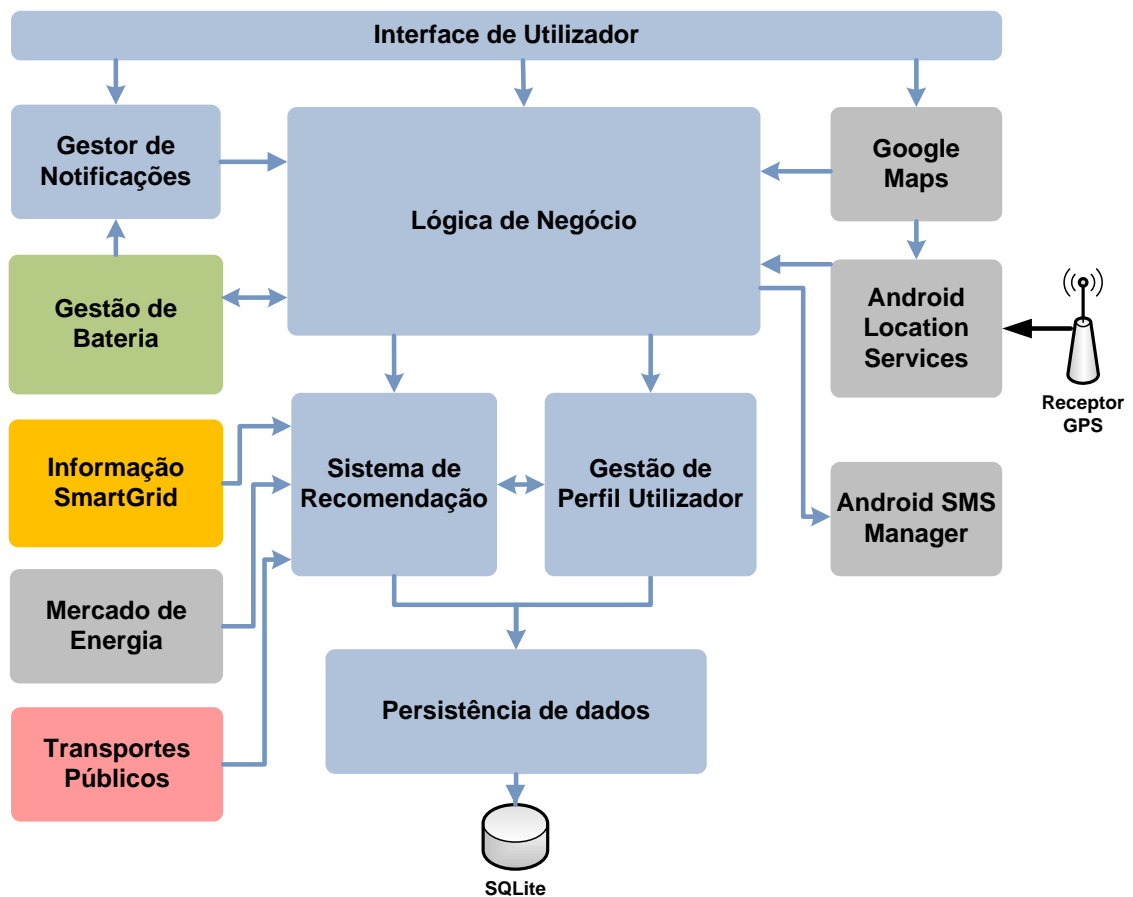 Interface de Utilizador
Gestor de
Notificações
Lógica de Negócio
Google
Maps
Gestão de
Bateria
Android
Location
Services
Receptor
GPS
Informação
SmartGrid
Sistema de
Recomendação
Gestão de
Perfil Utilizador
Android SMS
Manager
Mercado de
Energia
Persistência de dados
Transportes
Públicos
SQLite